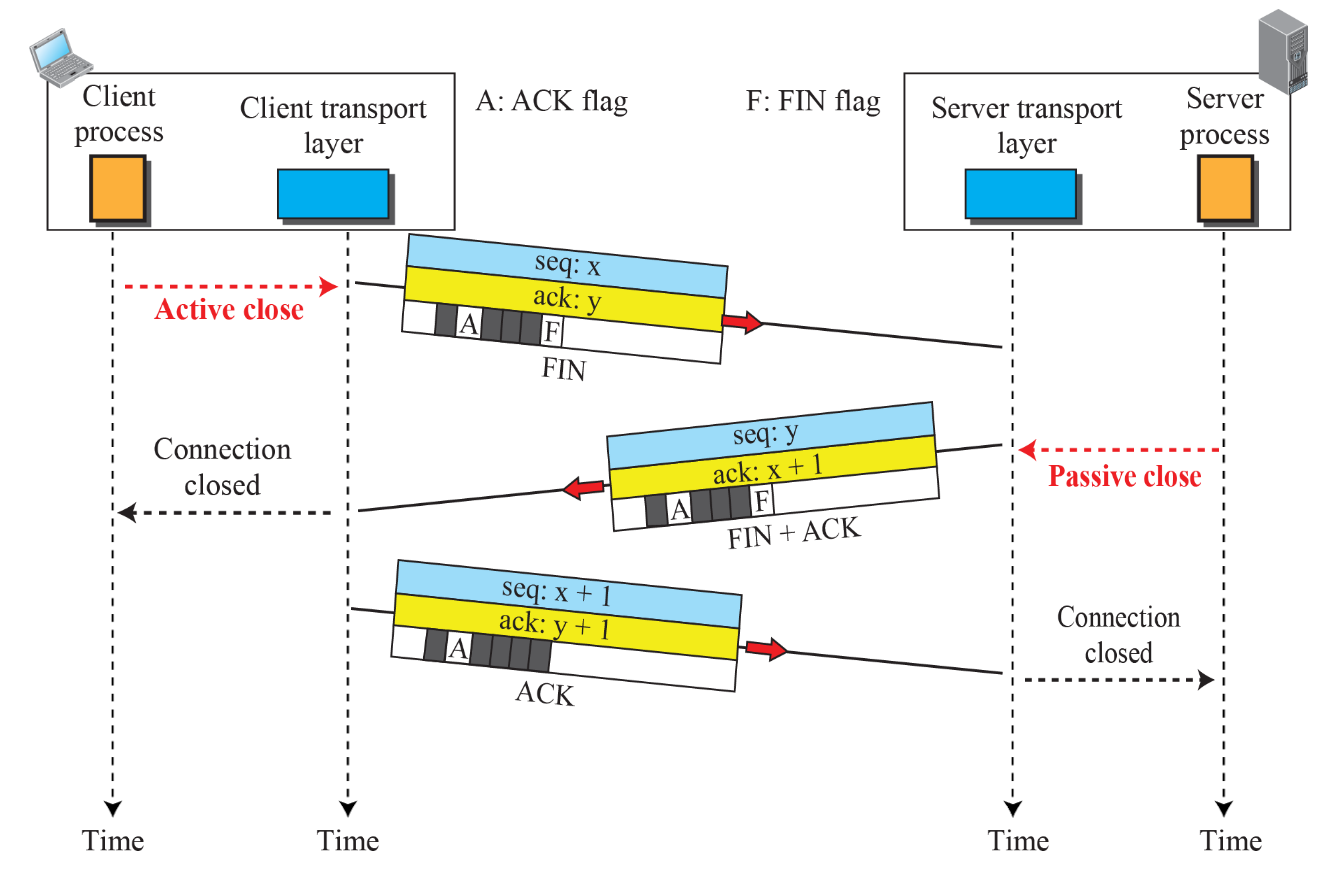 Client
process
Client transport
layer
A: ACK flag
F: FIN flag
Server transport
layer
Server
process
Active close
seq: x
ack: y
A
F
FIN
Connection
closed
seq: y
ack: x + 1
A
F
FIN + ACK
Passive close
seq: x + 1
ack: y + 1
A
ACK
Connection
closed
Time
Time
Time
Time